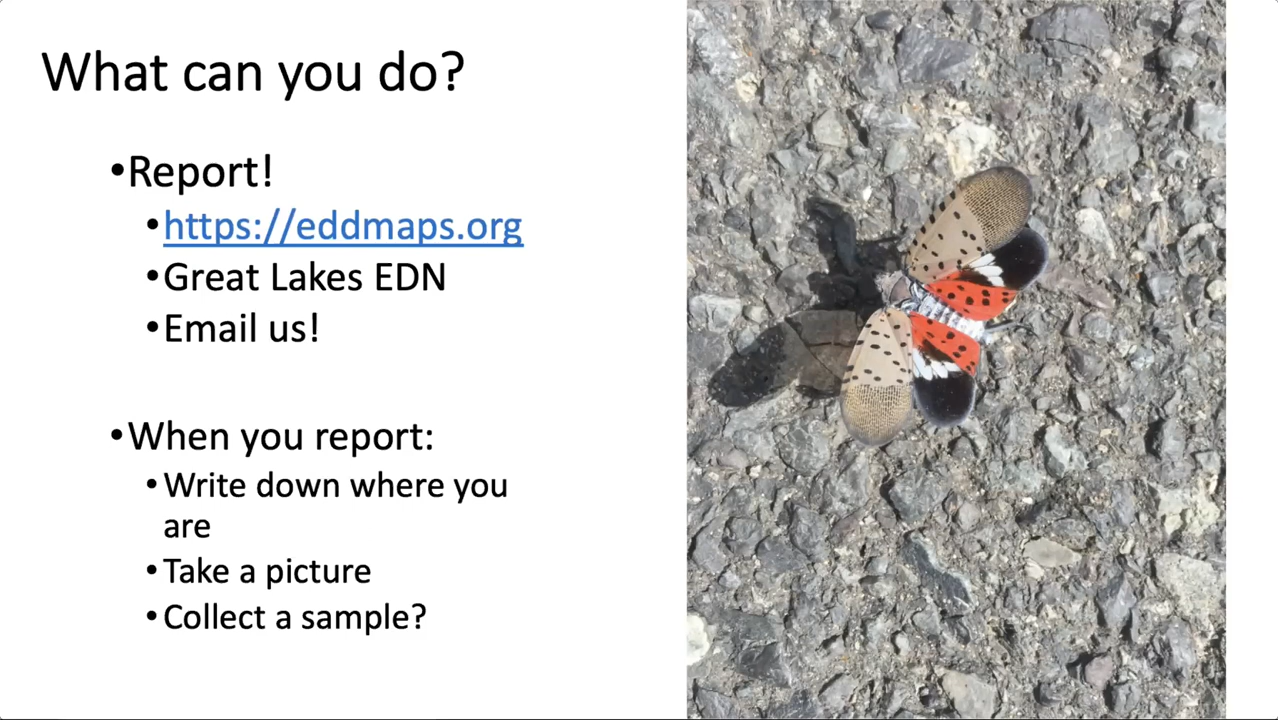 What can you do?
•Report!
•https://eddmaps.org
•Great Lakes EDN
•Email us!
•When you report:
•Write down where you
are
•Take a picture
•Collect a sample?